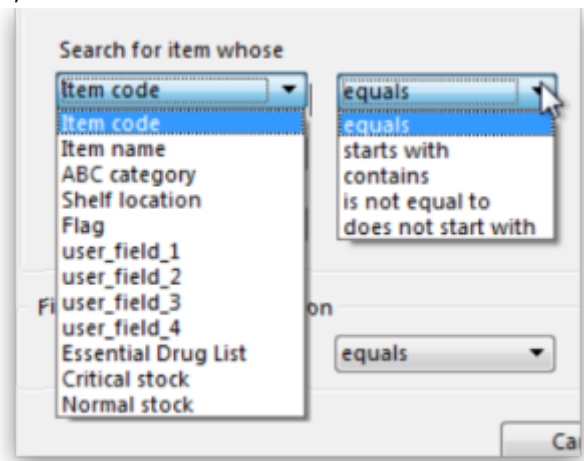 Search for item whose
Item code
equals
Item code
Item name
ABC category
Shelf location
Flag
user_field_1
user_field_2
user_field_3
user_field_4
Essential Drug List
Critical stock
Normal stock
equals
starts with
contains
is not equal to
does not start with
equals